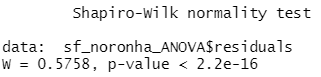 Shapiro-Wilk normality test
data:  sf_noronha_ANOVA$residuals
W = 0.5758, p-value < 2.2e-16